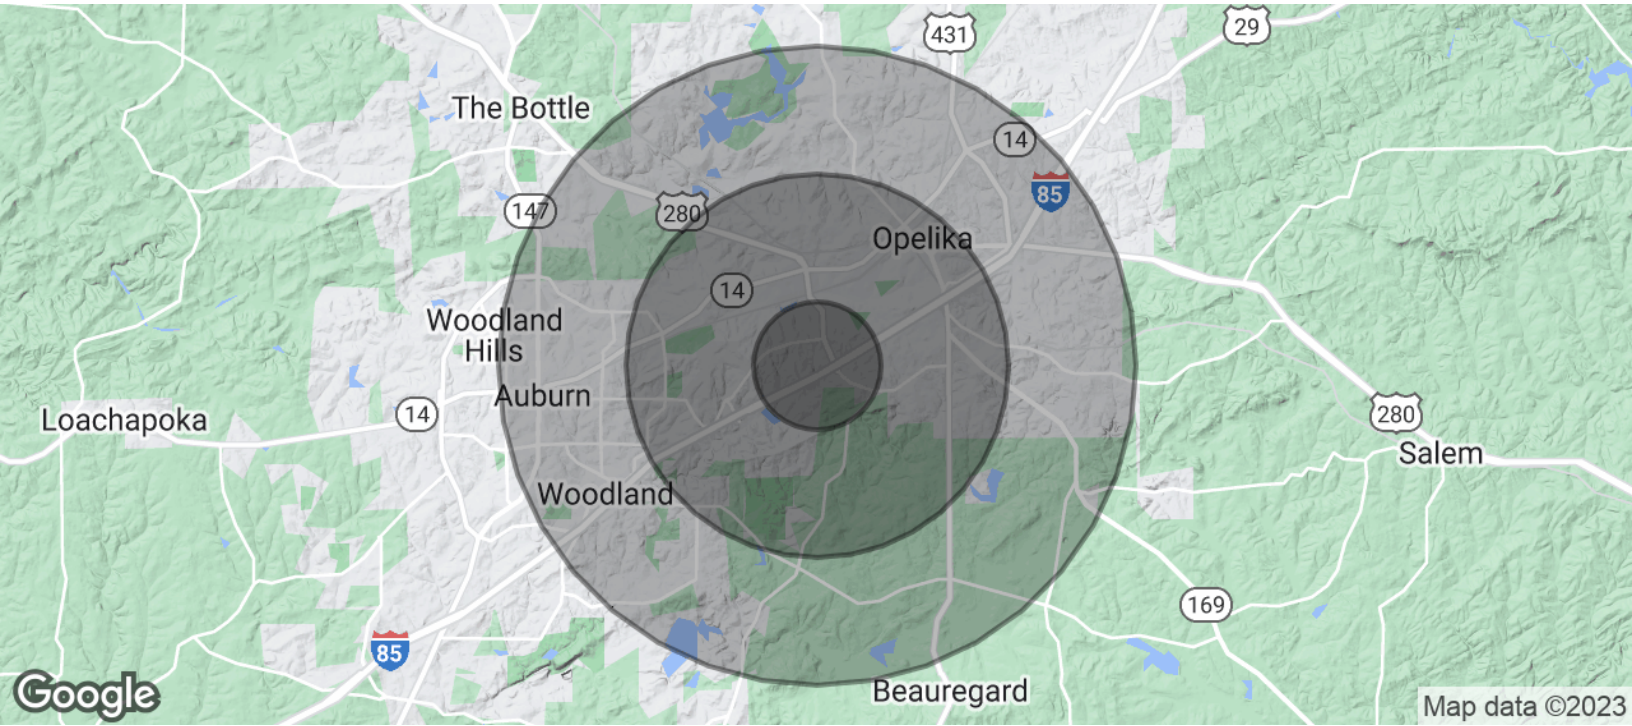 431
29
The Bottle
14
85
147
280
Opelika
14
Woodland
Hills
Auburn
14
Loachapoka
280
Salem
Woodland
169
85
Beauregard
Google
Map data ©2023